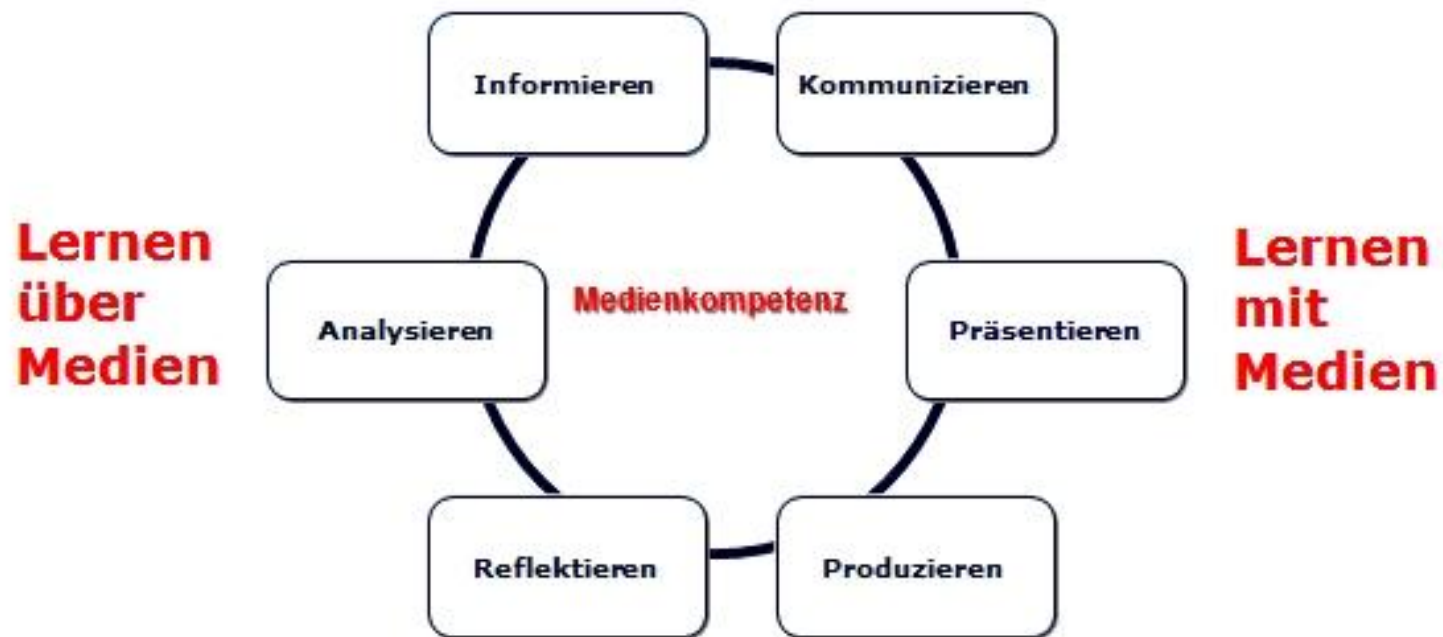 Informieren
Kommunizieren
Lernen
über
Medien
Analysieren
Medienkompetenz
Präsentieren
Lernen
mit
Medien
Reflektieren
Produzieren